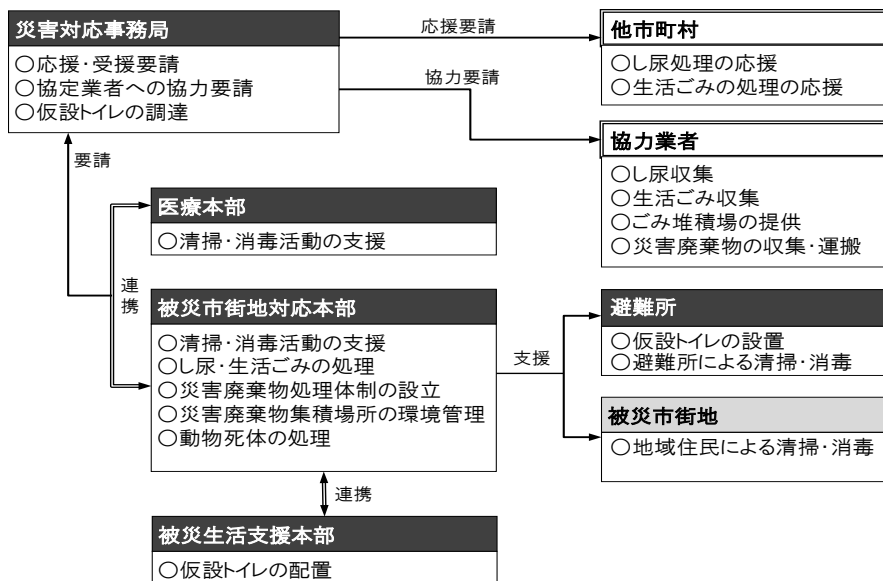 災害対応事務局
○応援・受援要請
○協定業者への協力要請
○仮設トイレの調達
応援要請
協力要請
他市町村
○し尿処理の応援
○生活ごみの処理の応援
協力業者
○し尿収集
○生活ごみ収集
○ごみ堆積場の提供
○災害廃棄物の収集・運搬
要請
連携
医療本部
○清掃・消毒活動の支援
被災市街地対応本部
○清掃・消毒活動の支援
○し尿・生活ごみの処理
○災害廃棄物処理体制の設立
○災害廃棄物集積場所の環境管理
○動物死体の処理
支援
避難所
○仮設トイレの設置
○避難所による清掃・消毒
被災市街地
○地域住民による清掃・消毒
連携
被災生活支援本部
○仮設トイレの配置